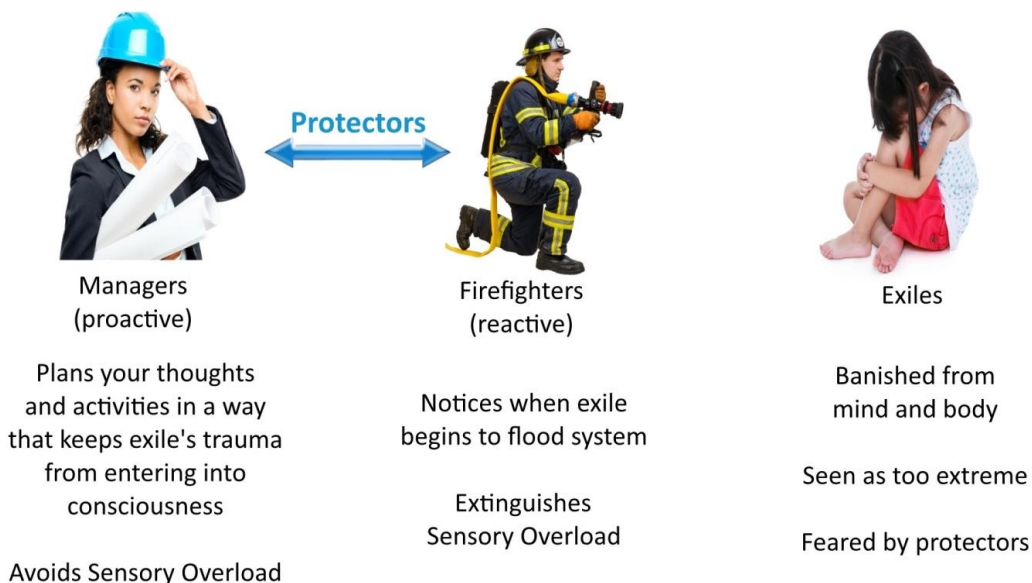 Protectors
Managers
(proactive)
Plans your thoughts
and activities in a way
that keeps exile's trauma
from entering into
consciousness
Avoids Sensory Overload
Firefighters
(reactive)
Notices when exile
begins to flood system
Extinguishes
Sensory Overload
Exiles
Banished from
mind and body
Seen as too extreme
Feared by protectors